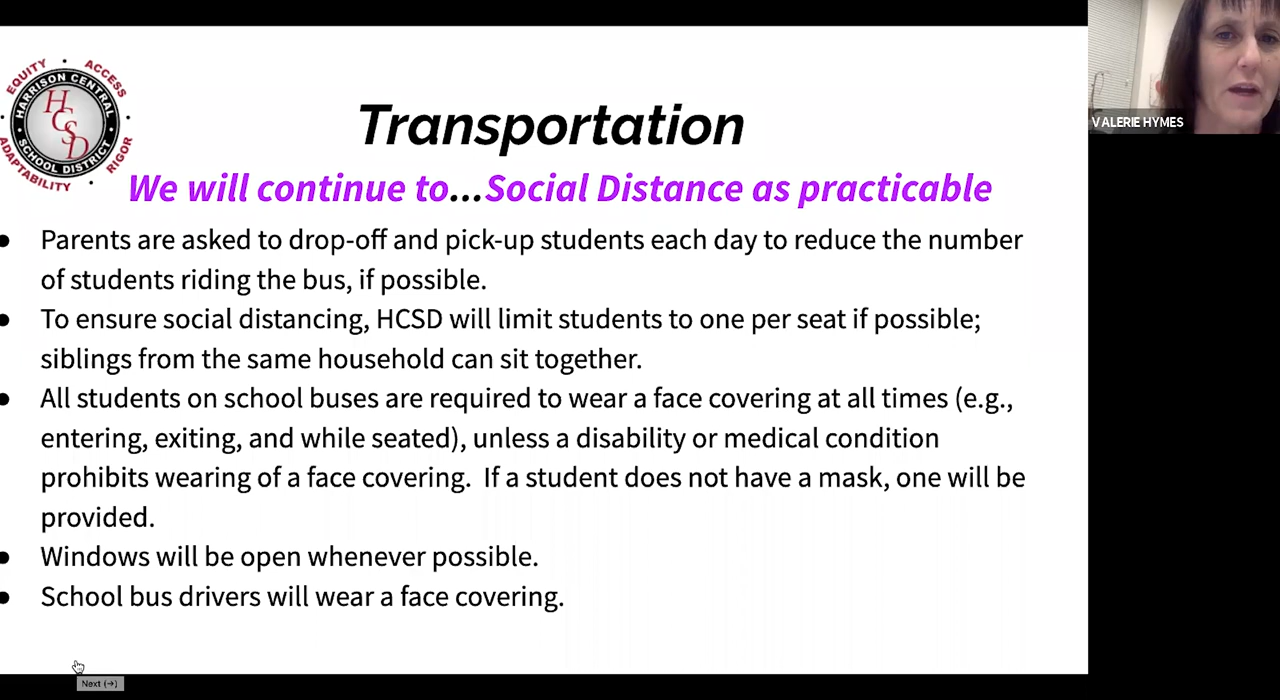 EQUITY • ACCESS
HARRISON CENTRAL
HCSD
SCHOOL DISTRICT
ADAPTABILITY • RIGOR
Transportation
We will continue to...Social Distance as practicable
VALERIE HYMES
● Parents are asked to drop-off and pick-up students each day to reduce the number
of students riding the bus, if possible.
● To ensure social distancing, HCSD will limit students to one per seat if possible;
siblings from the same household can sit together.
● All students on school buses are required to wear a face covering at all times (e.g.,
entering, exiting, and while seated), unless a disability or medical condition
prohibits wearing of a face covering.  If a student does not have a mask, one will be
provided.
● Windows will be open whenever possible.
● School bus drivers will wear a face covering.
Next (→)